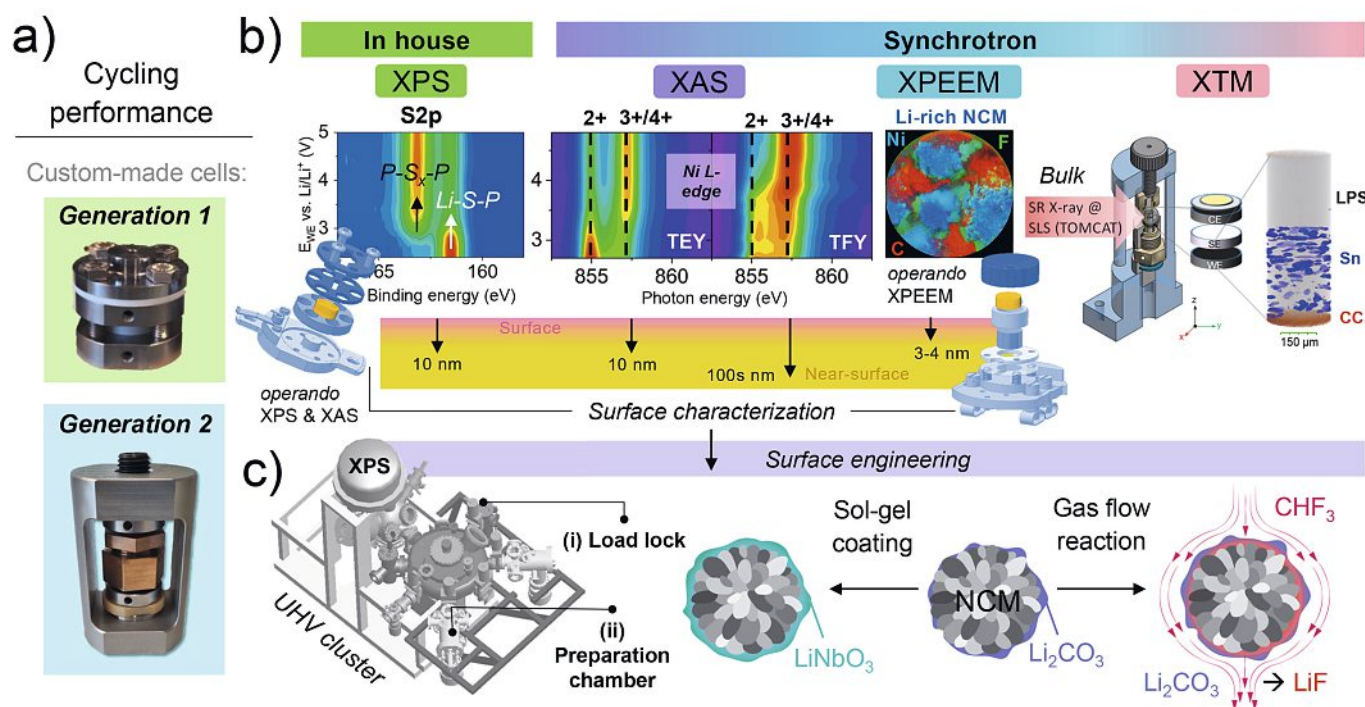 a)
Cycling
performance
Custom-made cells:
Generation 1
Generation 2
b)
In house
Synchrotron
XPS
XAS
XPEEM
XTM
S2p
2+ 3+/4+
2+ 3+/4+
Li-rich NCM
E_WE vs. Li/Li+ (V)
5
4
3
P-Sₓ-P
Li-S-P
165 160
Binding energy (eV)
4
3
Ni L-
edge
TEY
TFY
855 860 855 860
Photon energy (eV)
Ni
F
C
operando
XPEEM
Bulk
SR X-ray @
SLS (TOMCAT)
CE
SE
WE
z
y
x
LPS
Sn
CC
150 µm
operando
XPS & XAS
Surface
10 nm
10 nm
100s nm
3-4 nm
Near-surface
Surface characterization
Surface engineering
c)
XPS
UHV cluster
(i) Load lock
(ii)
Preparation
chamber
Sol-gel
coating
Gas flow
reaction
LiNbO₃
NCM
Li₂CO₃
CHF₃
Li₂CO₃ → LiF